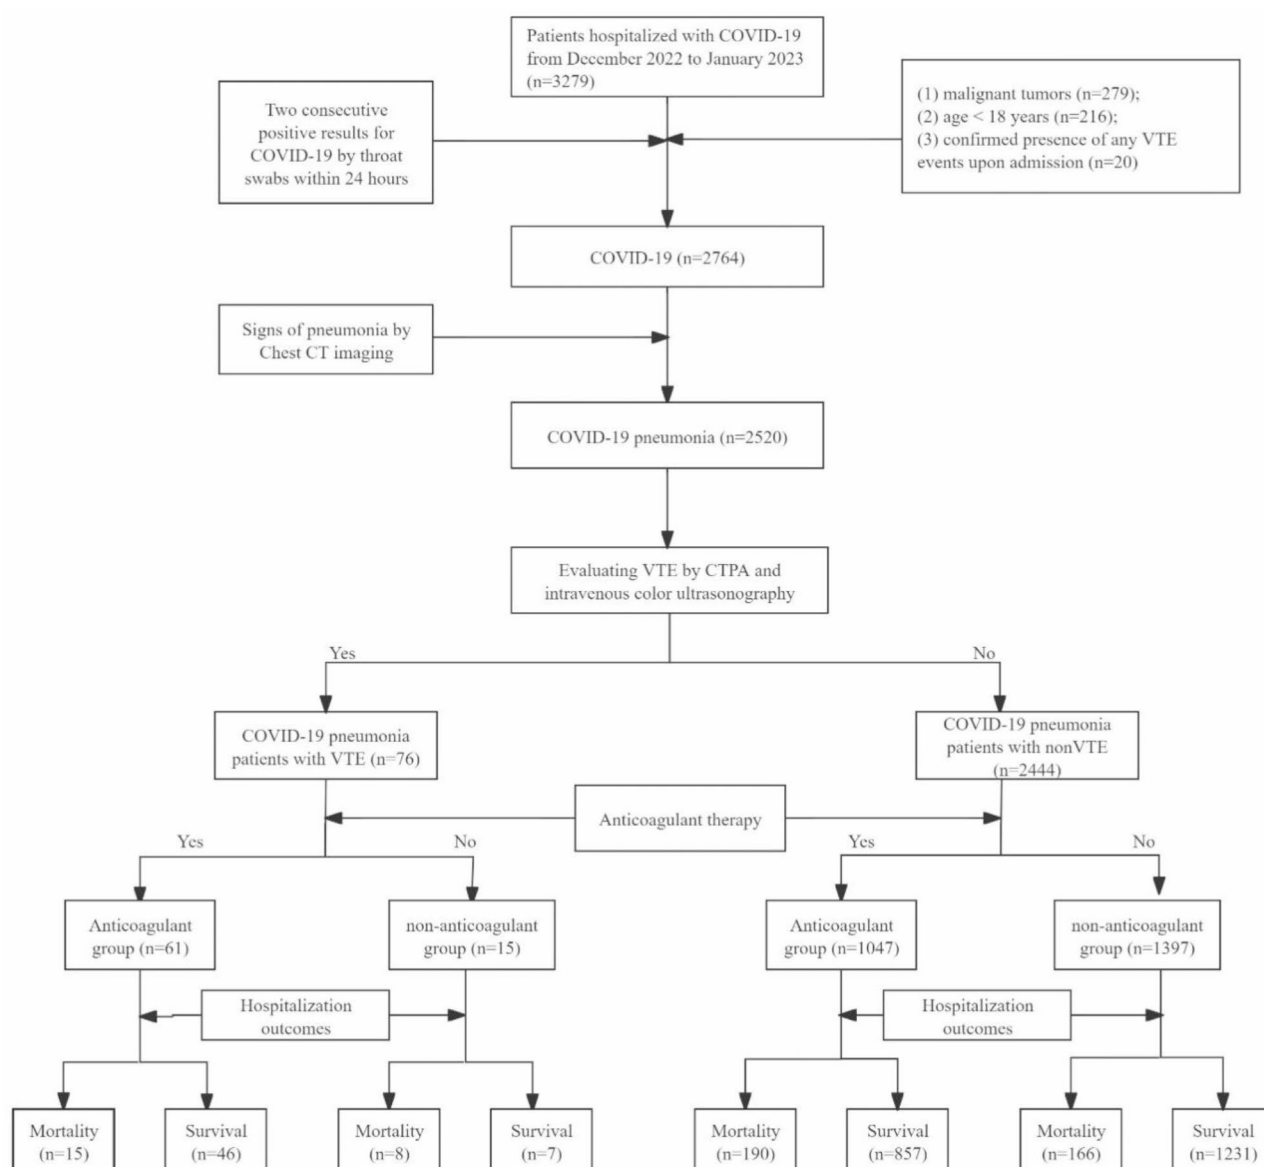 Patients hospitalized with COVID-19
from December 2022 to January 2023
(n=3279)
Two consecutive
positive results for
COVID-19 by throat
swabs within 24 hours
(1) malignant tumors (n=279);
(2) age < 18 years (n=216);
(3) confirmed presence of any VTE
events upon admission (n=20)
COVID-19 (n=2764)
Signs of pneumonia by
Chest CT imaging
COVID-19 pneumonia (n=2520)
Evaluating VTE by CTPA and
intravenous color ultrasonography
Yes
No
COVID-19 pneumonia
patients with VTE (n=76)
COVID-19 pneumonia
patients with nonVTE
(n=2444)
Anticoagulant therapy
Yes
No
Yes
No
Anticoagulant
group (n=61)
non-anticoagulant
group (n=15)
Anticoagulant
group (n=1047)
non-anticoagulant
group (n=1397)
Hospitalization
outcomes
Hospitalization
outcomes
Mortality
(n=15)
Survival
(n=46)
Mortality
(n=8)
Survival
(n=7)
Mortality
(n=190)
Survival
(n=857)
Mortality
(n=166)
Survival
(n=1231)